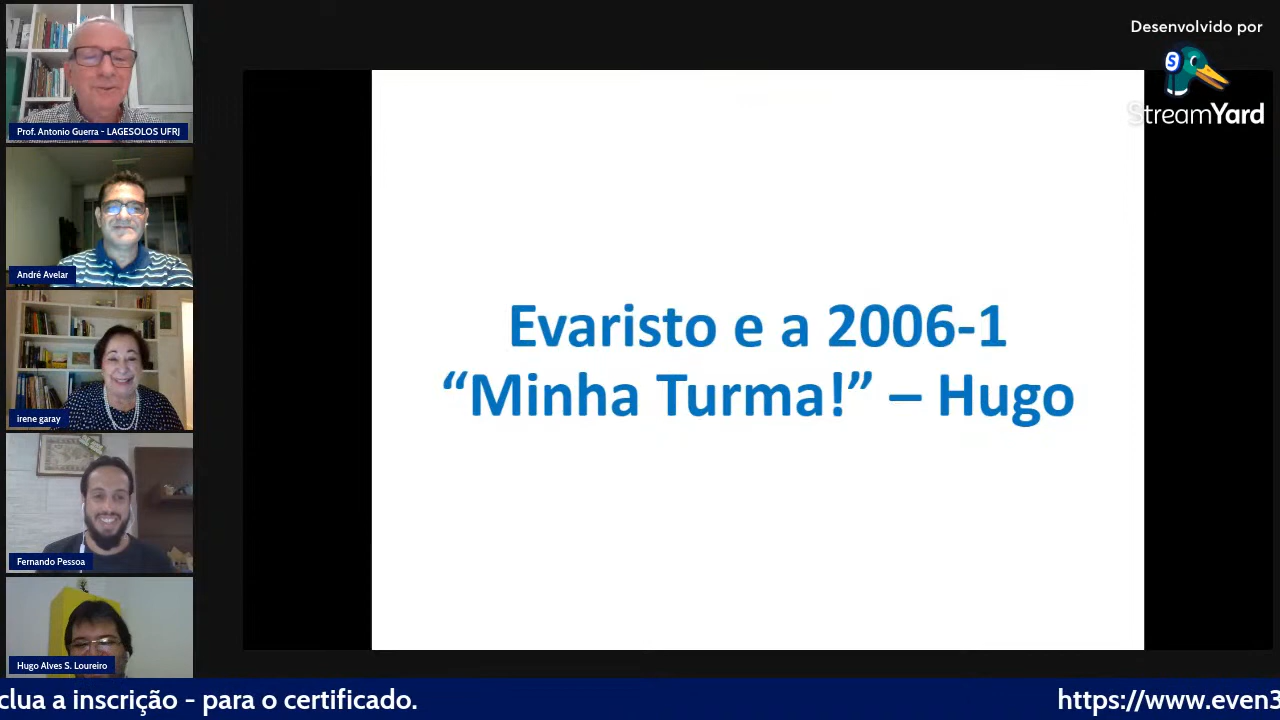 Desenvolvido por
StreamYard
Prof. Antonio Guerra - LAGESOLOS UFRJ
André Avelar
irene garay
Fernando Pessoa
Hugo Alves S. Loureiro
Evaristo e a 2006-1
“Minha Turma!” – Hugo
clua a inscrição - para o certificado.
https://www.even3